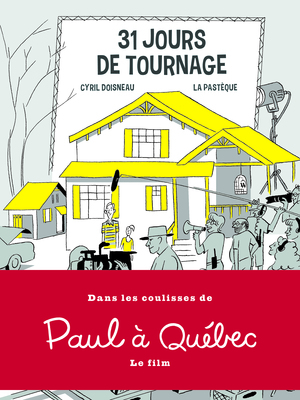 31 JOURS
DE TOURNAGE
CYRIL DOISNEAU LA PASTÈQUE
Dans les coulisses de
Paul à Québec
Le film